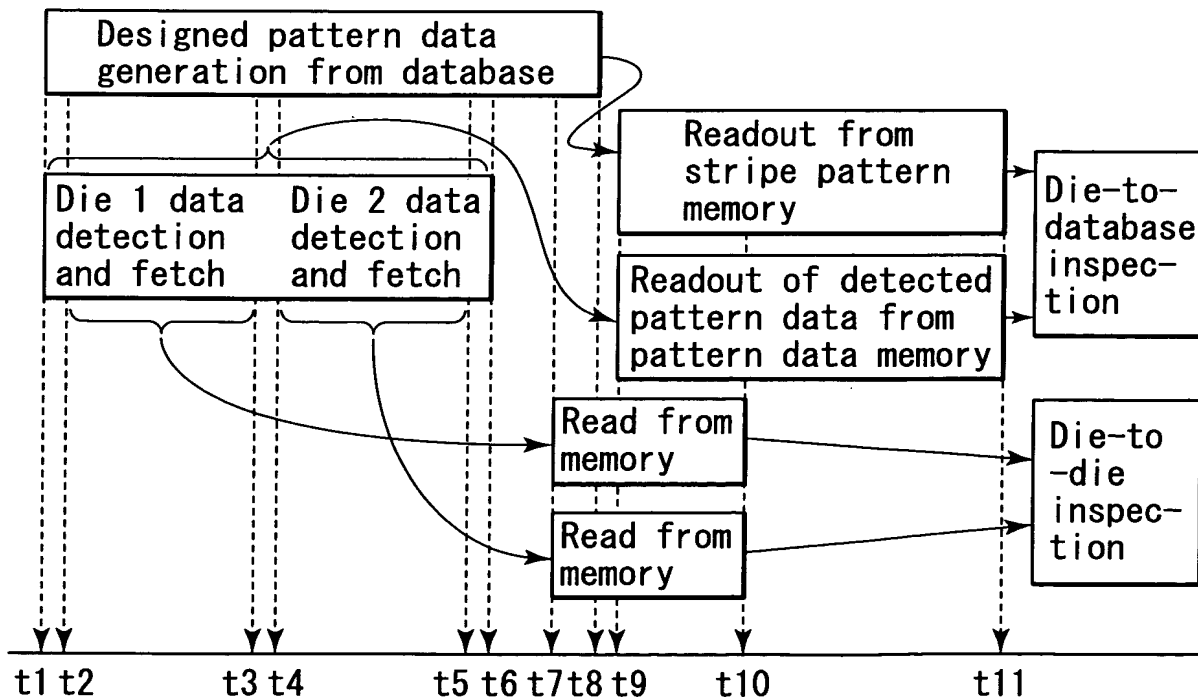 Designed pattern data
generation from database
Readout from
stripe pattern
memory
Die-to-
database
inspec-
tion
Die 1 data
detection
and fetch
Die 2 data
detection
and fetch
Readout of detected
pattern data from
pattern data memory
Read from
memory
Die-to
-die
inspec-
tion
Read from
memory
t1 t2 t3 t4 t5 t6 t7 t8 t9 t10 t11